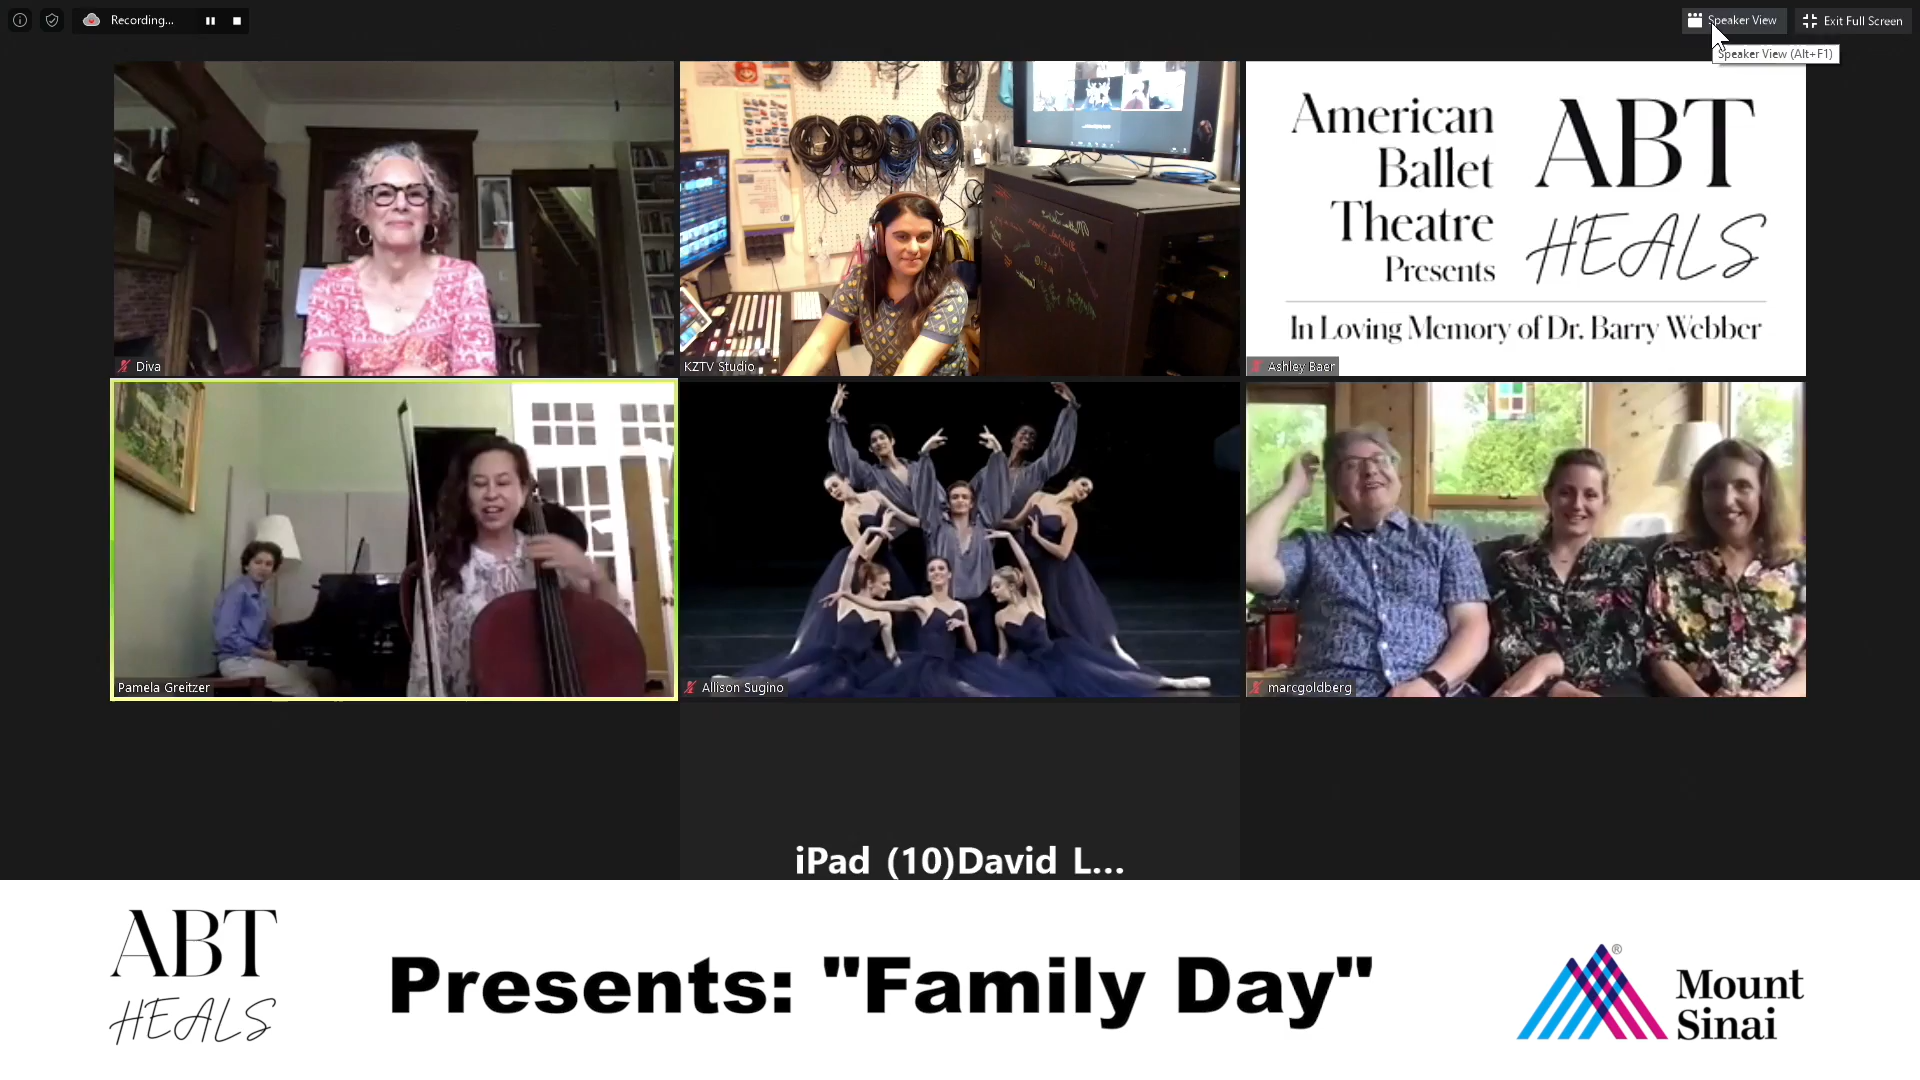 Recording...
Speaker View
Exit Full Screen
Speaker View (Alt+F1)
Diva
KZTV Studio
American
Ballet
Theatre
Presents
ABT
HEALS
In Loving Memory of Dr. Barry Webber
Ashley Baer
Pamela Greitzer
Allison Sugino
marcgoldberg
iPad (10)David L...
ABT
HEALS
Presents: "Family Day"
®
Mount
Sinai